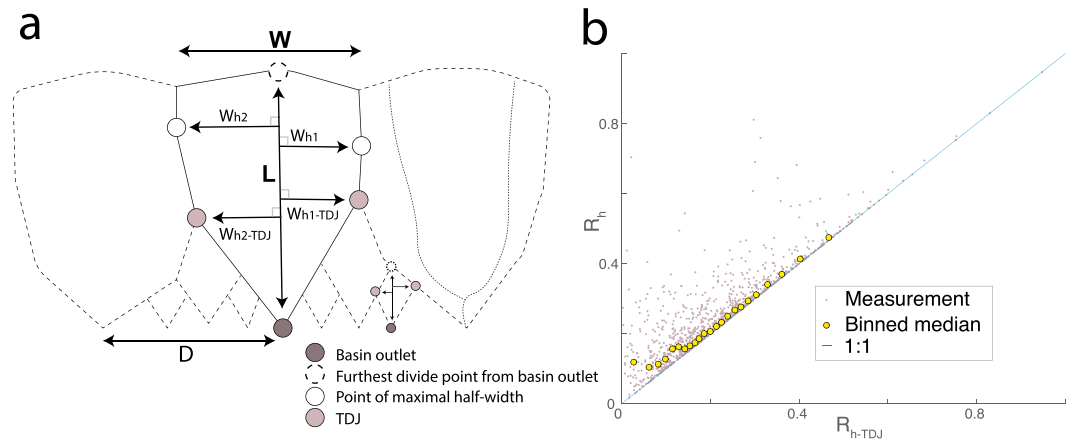 a
W
Wh2
Wh1
L
Wh1-TDJ
Wh2-TDJ
D
Basin outlet
Furthest divide point from basin outlet
Point of maximal half-width
TDJ
b
0.8
Rh
0.4
Measurement
Binned median
1:1
0
0 0.4 0.8
Rh-TDJ